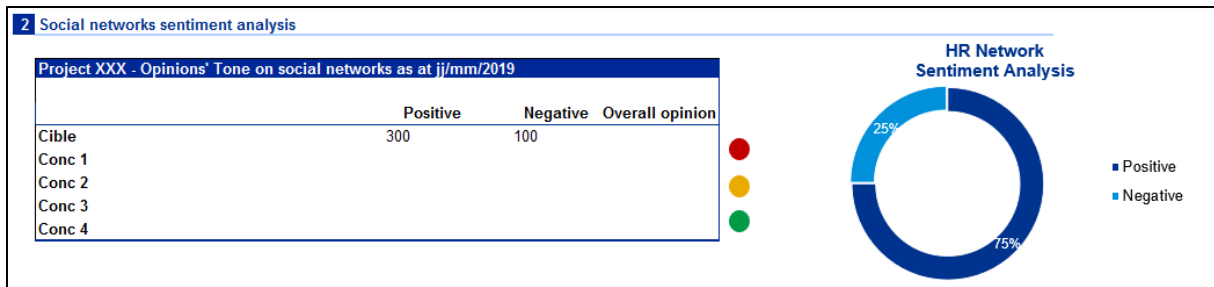 2 Social networks sentiment analysis
Project XXX - Opinions' Tone on social networks as at jj/mm/2019
Positive Negative Overall opinion
Cible 300 100
Conc 1
Conc 2
Conc 3
Conc 4
HR Network
Sentiment Analysis
25%
75%
Positive
Negative